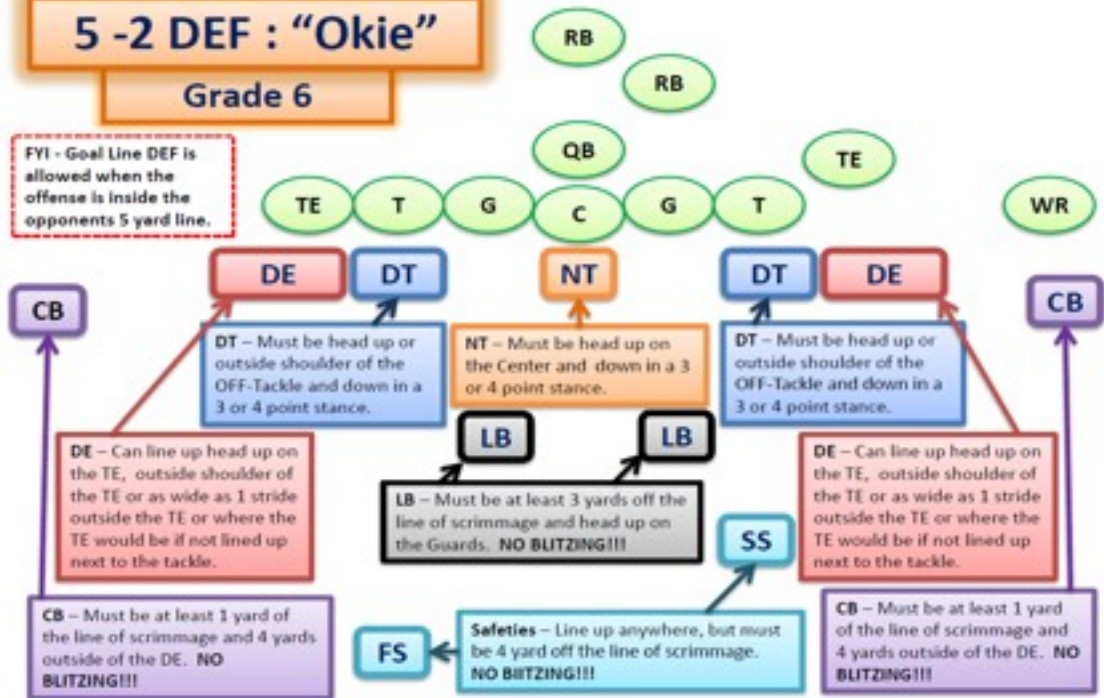 5 -2 DEF : “Okie”
Grade 6
FYI - Goal Line DEF is
allowed when the
offense is inside the
opponents 5 yard line.
RB
RB
QB
TE
TE
T
G
C
G
T
WR
CB
DE
DT
NT
DT
DE
CB
DT – Must be head up or
outside shoulder of the
OFF-Tackle and down in a
3 or 4 point stance.
NT – Must be head up on
the Center and down in a 3
or 4 point stance.
DT – Must be head up or
outside shoulder of the
OFF-Tackle and down in a
3 or 4 point stance.
LB
LB
DE – Can line up head up on
the TE, outside shoulder of
the TE or as wide as 1 stride
outside the TE or where the
TE would be if not lined up
next to the tackle.
LB – Must be at least 3 yards off the
line of scrimmage and head up on
the Guards. NO BLITZING!!!
DE – Can line up head up on
the TE, outside shoulder of
the TE or as wide as 1 stride
outside the TE or where the
TE would be if not lined up
next to the tackle.
SS
CB – Must be at least 1 yard of
the line of scrimmage and 4 yards
outside of the DE. NO
BLITZING!!!
FS
Safeties – Line up anywhere, but must
be 4 yard off the line of scrimmage.
NO BIITZING!!!
CB – Must be at least 1 yard
of the line of scrimmage and
4 yards outside of the DE. NO
BLITZING!!!